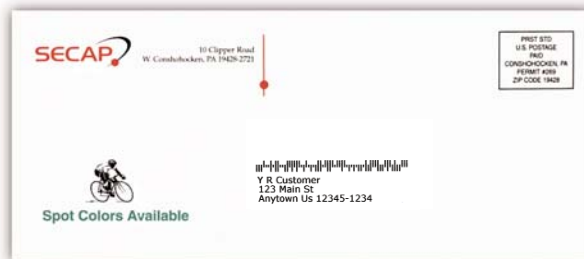 SECAP
10 Clipper Road
W. Conshohocken, PA 19428-2721
PRST STD
U.S. POSTAGE
PAID
CONSHOHOCKEN, PA
PERMIT #269
ZIP CODE 19428
Y R Customer
123 Main St
Anytown Us 12345-1234
Spot Colors Available